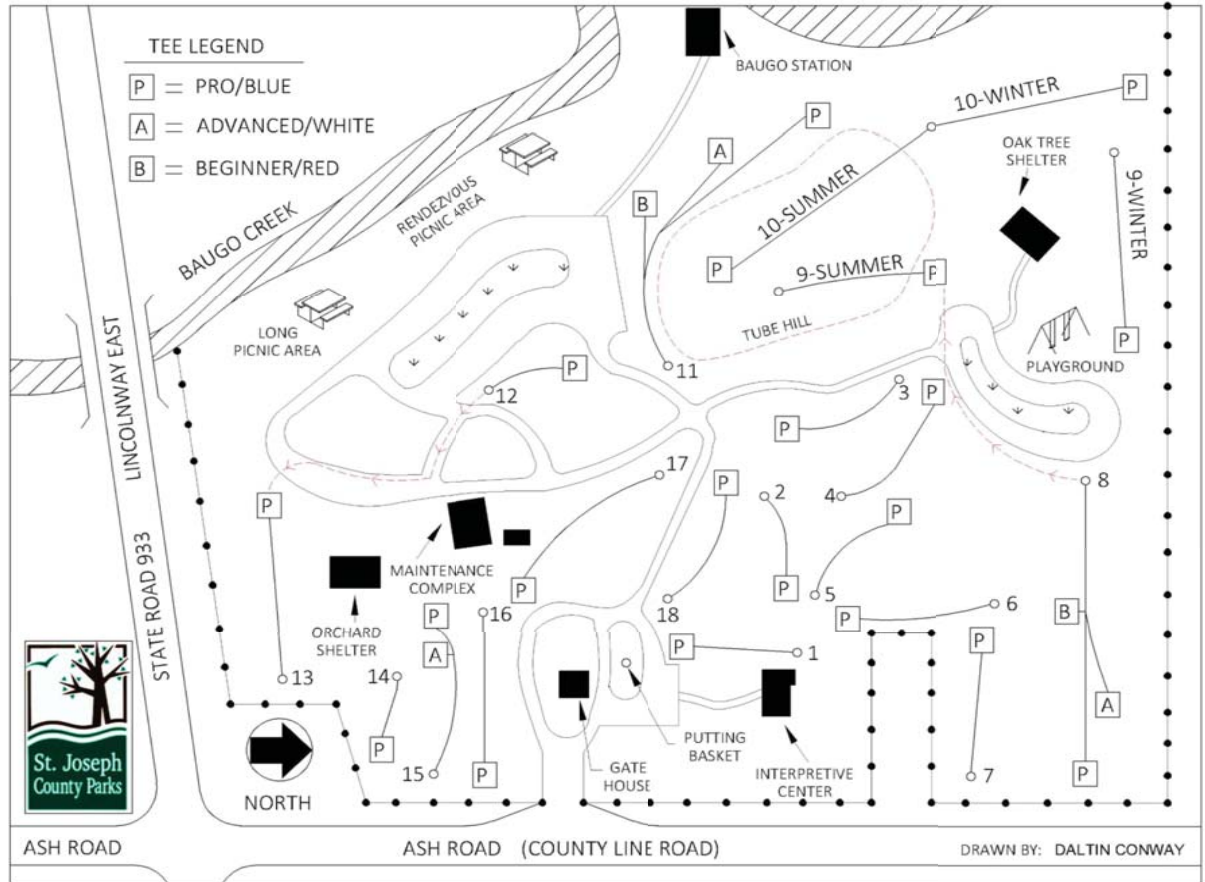 TEE LEGEND
P = PRO/BLUE
A = ADVANCED/WHITE
B = BEGINNER/RED
BAUGO STATION
P
10-WINTER
P
A
OAK TREE
SHELTER
RENDEZVOUS
PICNIC AREA
B
10-SUMMER
9-WINTER
BAUGO CREEK
P
9-SUMMER
P
LONG
PICNIC AREA
TUBE HILL
P
PLAYGROUND
LINCOLNWAY EAST
STATE ROAD 933
11
P
12
3
P
P
17
P
2
4
8
P
P
MAINTENANCE
COMPLEX
P
P
5
18
16
P
6
B
ORCHARD
SHELTER
P
A
P
1
P
13
14
A
P
15
P
PUTTING
BASKET
GATE
HOUSE
INTERPRETIVE
CENTER
7
P
NORTH
St. Joseph
County Parks
ASH ROAD
ASH ROAD (COUNTY LINE ROAD)
DRAWN BY: DALTIN CONWAY